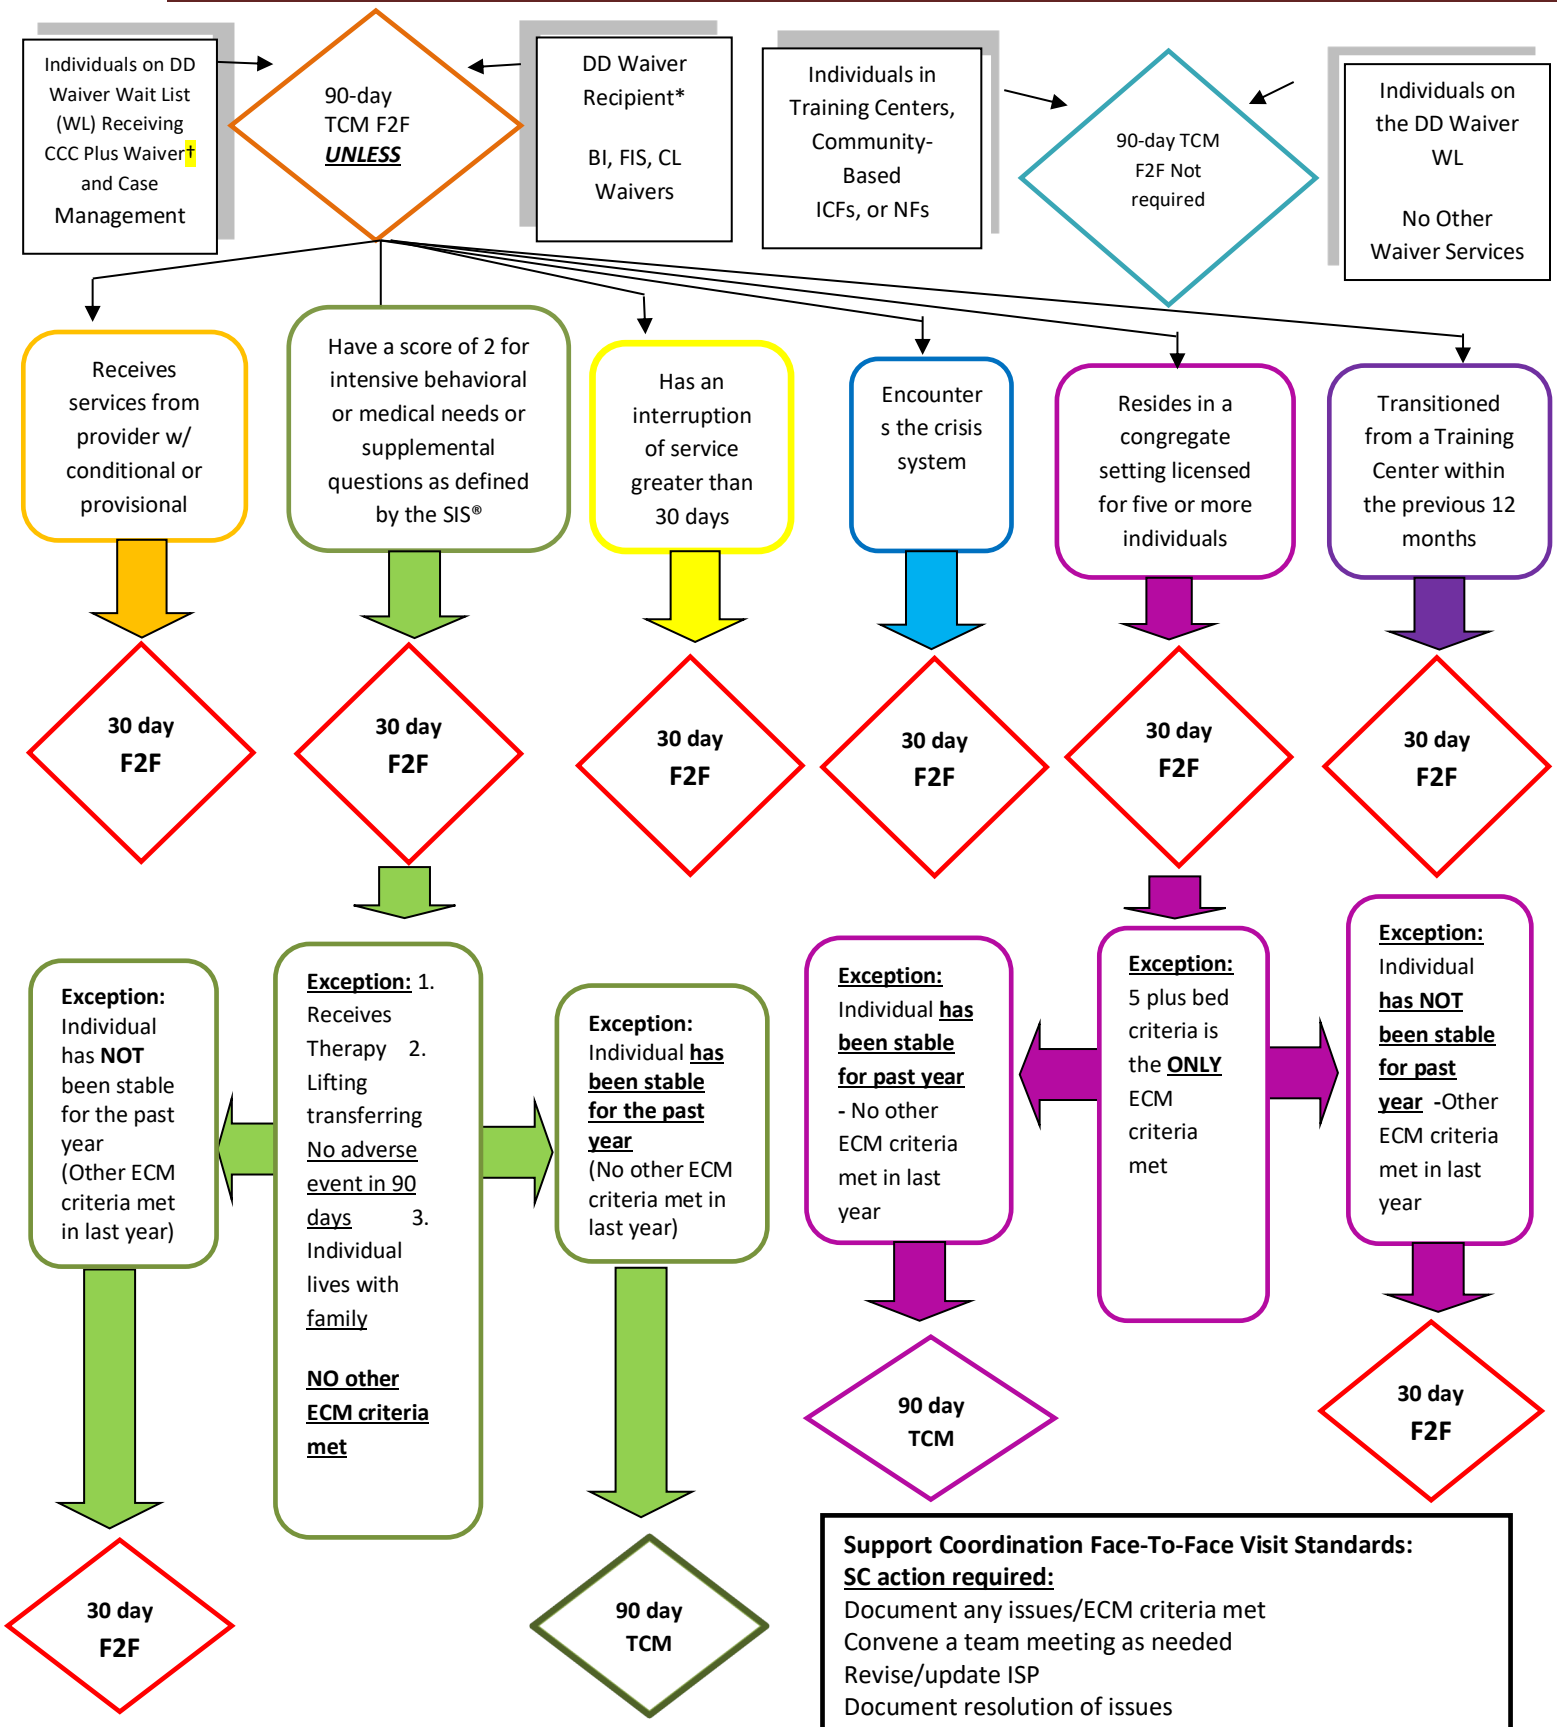 Individuals on DD
Waiver Wait List
(WL) Receiving
CCC Plus Waiver†
and Case
Management
90-day
TCM F2F
UNLESS
DD Waiver
Recipient*
BI, FIS, CL
Waivers
Individuals in
Training Centers,
Community-
Based
ICFs, or NFs
90-day TCM
F2F Not
required
Individuals on
the DD Waiver
WL
No Other
Waiver Services
Receives
services from
provider w/
conditional or
provisional
Have a score of 2 for
intensive behavioral
or medical needs or
supplemental
questions as defined
by the SIS®
Has an
interruption
of service
greater than
30 days
Encounter
s the crisis
system
Resides in a
congregate
setting licensed
for five or more
individuals
Transitioned
from a Training
Center within
the previous 12
months
30 day
F2F
30 day
F2F
30 day
F2F
30 day
F2F
30 day
F2F
30 day
F2F
Exception:
Individual
has NOT
been stable
for the past
year
(Other ECM
criteria met
in last year)
Exception: 1.
Receives
Therapy 2.
Lifting
transferring
No adverse
event in 90
days 3.
Individual
lives with
family
NO other
ECM criteria
met
Exception:
Individual has
been stable
for the past
year
(No other ECM
criteria met in
last year)
Exception:
Individual has
been stable
for past year
- No other
ECM criteria
met in last
year
Exception:
5 plus bed
criteria is
the ONLY
ECM
criteria
met
Exception:
Individual
has NOT
been stable
for past
year -Other
ECM criteria
met in last
year
30 day
F2F
90 day
TCM
90 day
TCM
30 day
F2F
Support Coordination Face-To-Face Visit Standards:
SC action required:
Document any issues/ECM criteria met
Convene a team meeting as needed
Revise/update ISP
Document resolution of issues